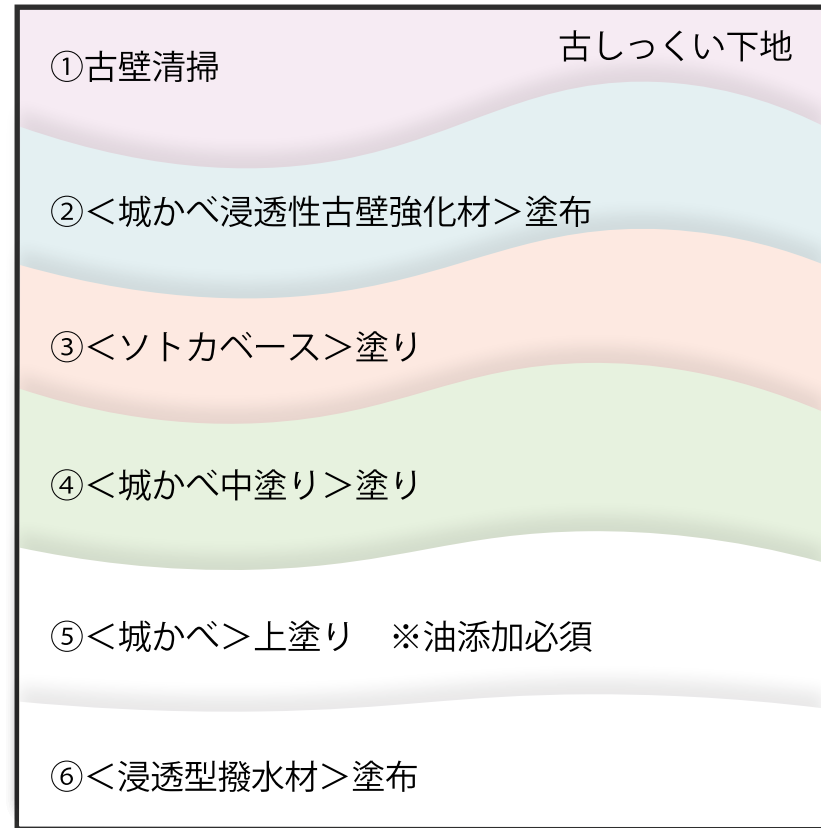 古しっくい下地
①古壁清掃
②＜城かべ浸透性古壁強化材＞塗布
③＜ソトカベース＞塗り
④＜城かべ中塗り＞塗り
⑤＜城かべ＞上塗り　※油添加必須
⑥＜浸透型撥水材＞塗布